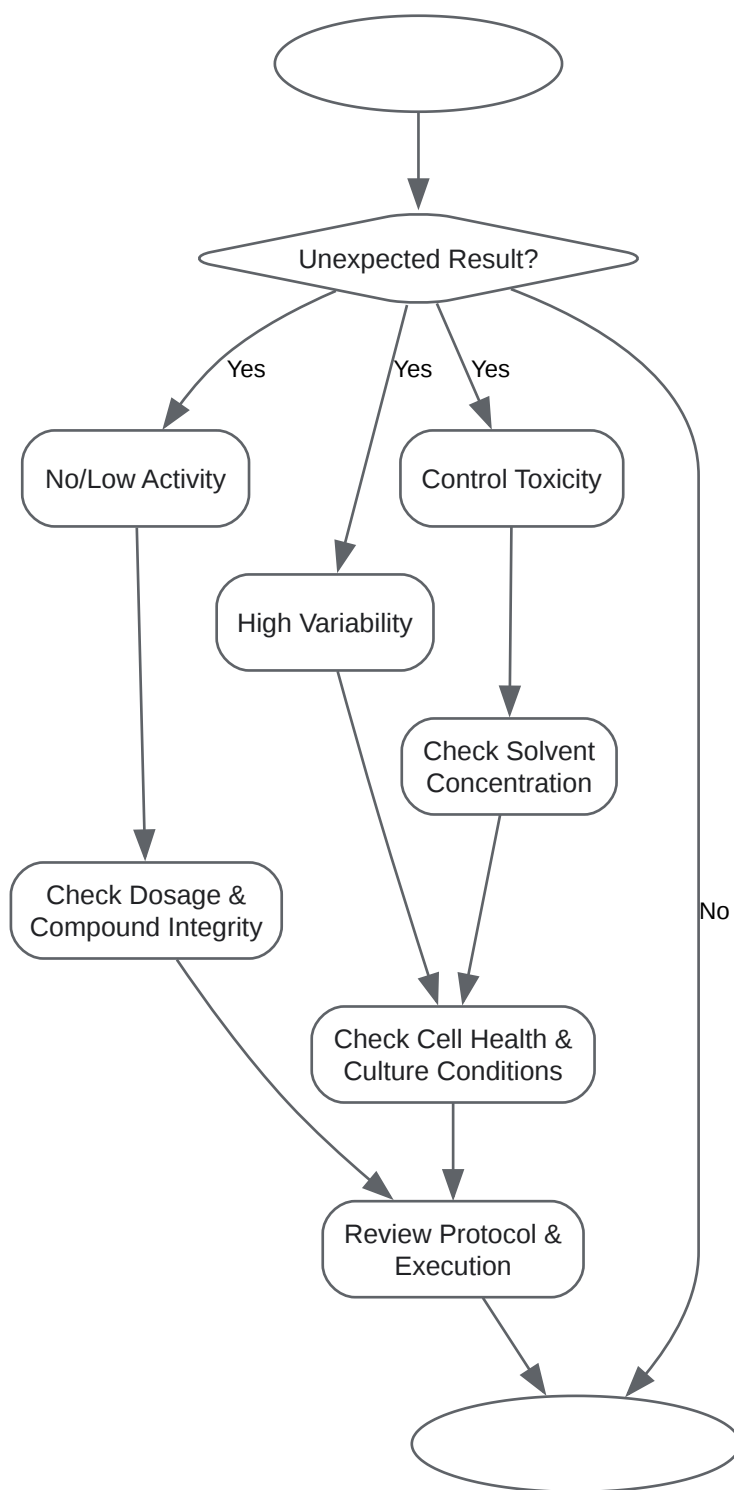 Unexpected Result?
Yes
Yes
Yes
No/Low Activity
Control Toxicity
High Variability
Check Solvent
Concentration
Check Dosage &
Compound Integrity
No
Check Cell Health &
Culture Conditions
Review Protocol &
Execution